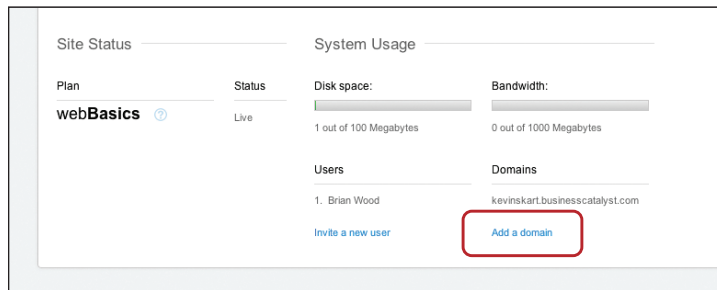 Site Status
System Usage
Plan
Status
Disk space:
Bandwidth:
webBasics ?
Live
1 out of 100 Megabytes
0 out of 1000 Megabytes
Users
Domains
1. Brian Wood
kevinskart.businesscatalyst.com
Invite a new user
Add a domain